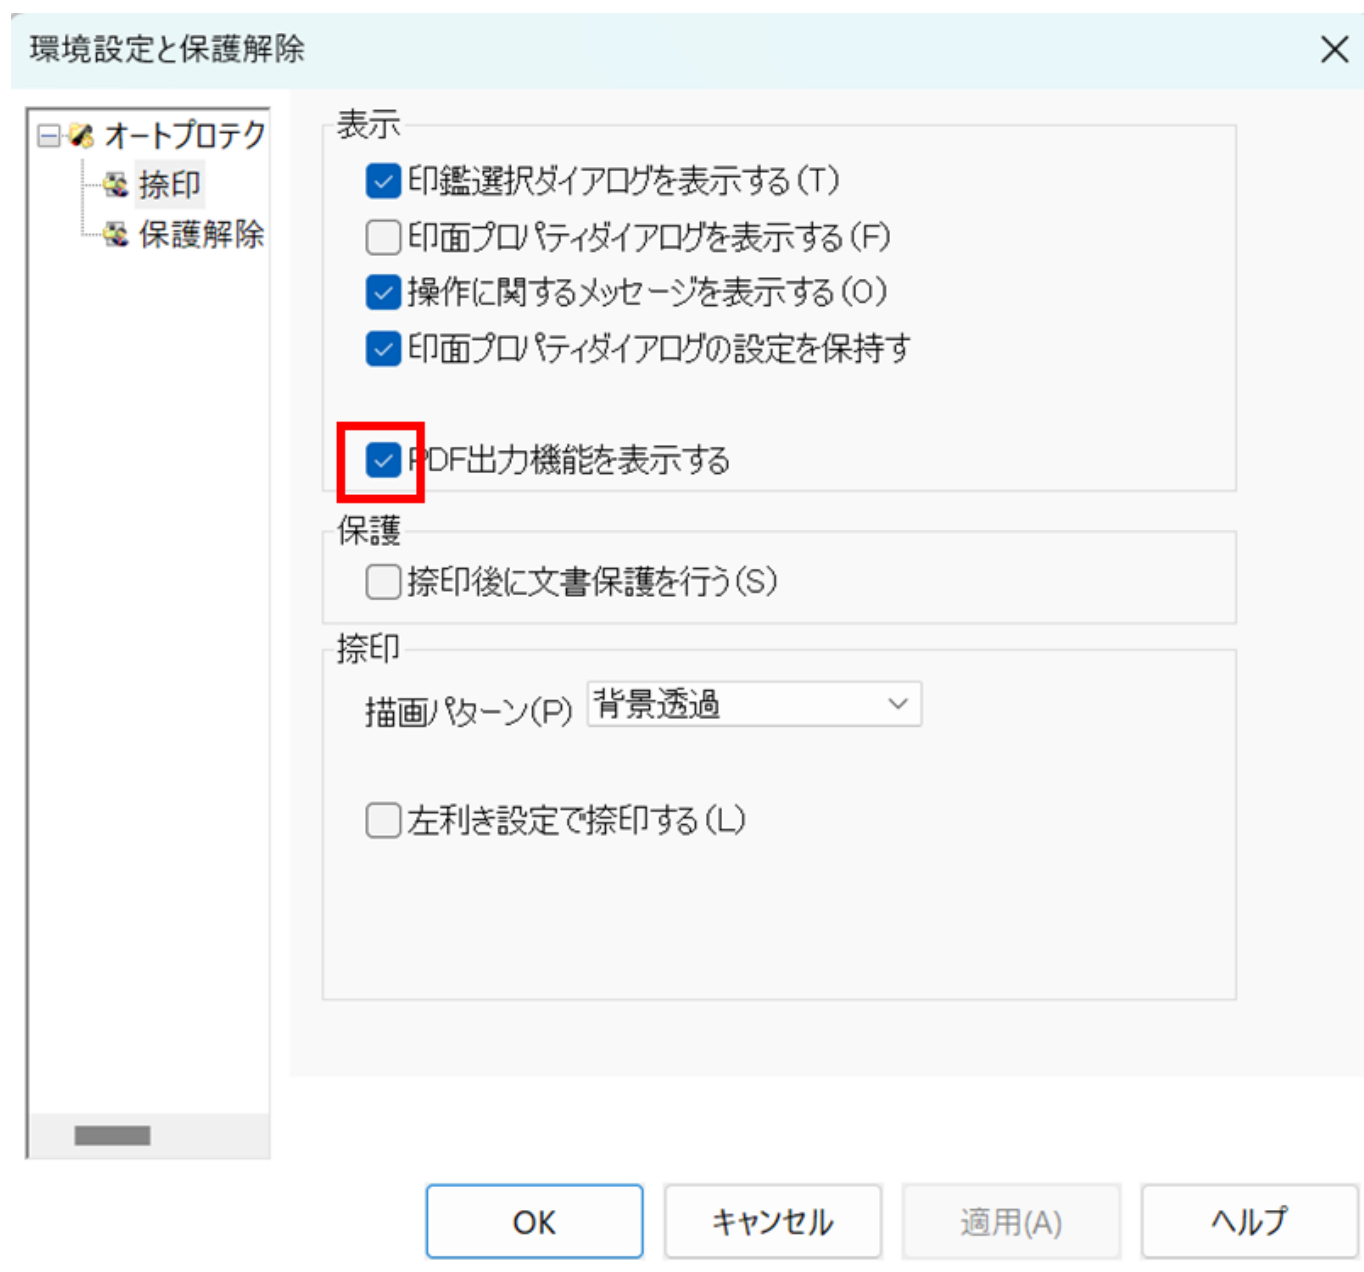 環境設定と保護解除
オートプロテク
捺印
保護解除
表示
印鑑選択ダイアログを表示する(T)
印面プロパティダイアログを表示する(F)
操作に関するメッセージを表示する(O)
印面プロパティダイアログの設定を保持す
PDF出力機能を表示する
保護
捺印後に文書保護を行う(S)
捺印
描画パターン(P) 背景透過
左利き設定で捺印する(L)
OK キャンセル 適用(A) ヘルプ